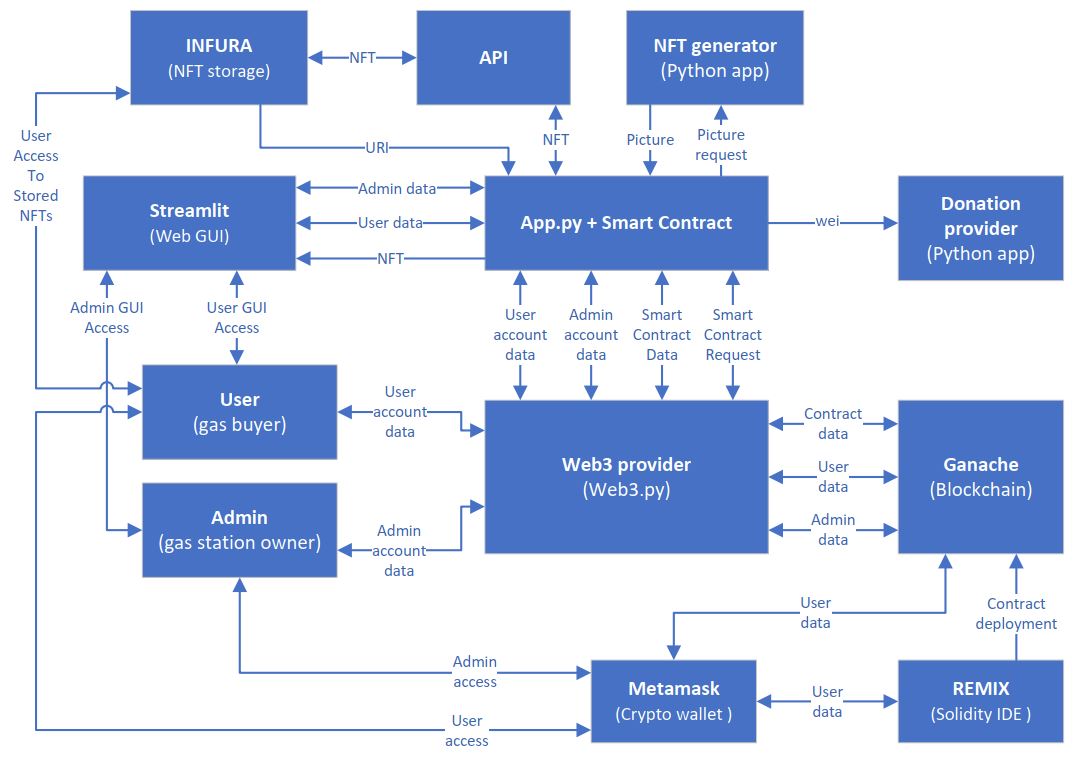 INFURA
(NFT storage)
NFT
API
NFT generator
(Python app)
User
Access
To
Stored
NFTs
URI
NFT
Picture
Picture
request
Streamlit
(Web GUI)
Admin data
User data
NFT
App.py + Smart Contract
wei
Donation
provider
(Python app)
Admin GUI
Access
User GUI
Access
User
account
data
Admin
account
data
Smart
Contract
Data
Smart
Contract
Request
User
(gas buyer)
User
account
data
Web3 provider
(Web3.py)
Contract
data
User
data
Admin
data
Ganache
(Blockchain)
Admin
(gas station owner)
Admin
account
data
User
data
Contract
deployment
Admin
access
Metamask
(Crypto wallet )
User
data
REMIX
(Solidity IDE )
User
access